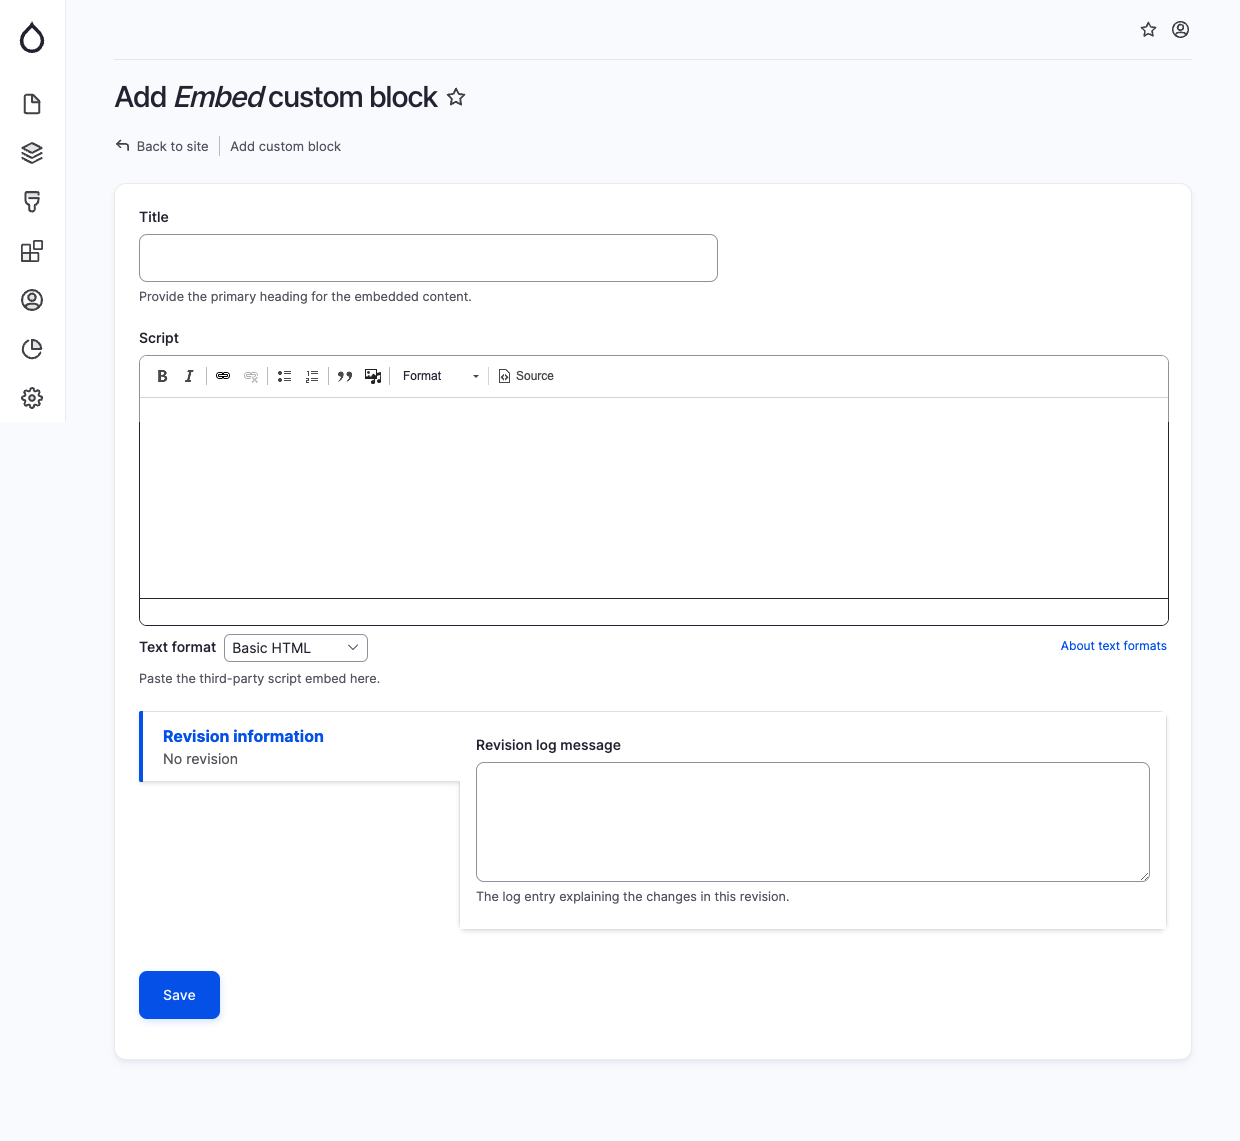 Add Embed custom block
Back to site
Add custom block
Title
Provide the primary heading for the embedded content.
Script
B I Format Source
Text format Basic HTML
About text formats
Paste the third-party script embed here.
Revision information
No revision
Revision log message
The log entry explaining the changes in this revision.
Save